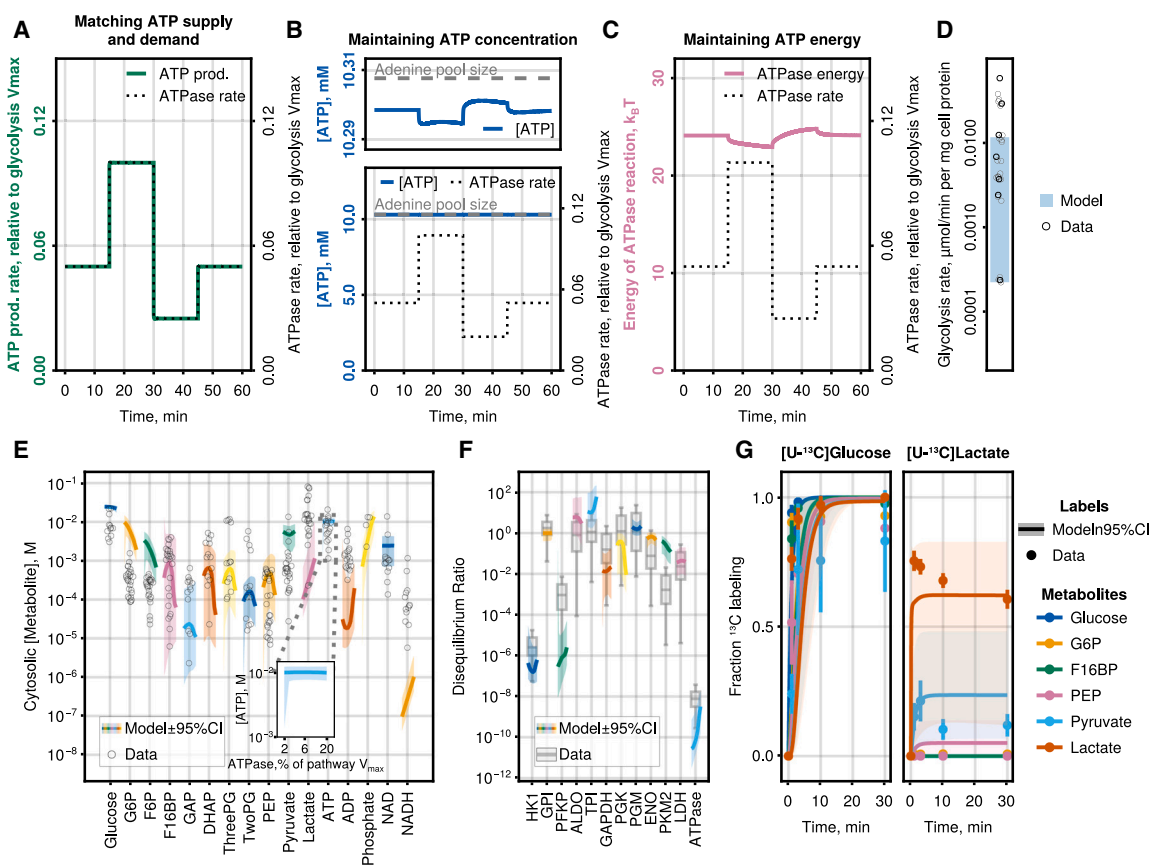 A
Matching ATP supply
and demand
ATP prod. rate, relative to glycolysis Vmax
0.12
0.06
0.00
ATP prod.
ATPase rate
0.12
0.06
0.00
ATPase rate, relative to glycolysis Vmax
0 10 20 30 40 50 60
Time, min
B
Maintaining ATP concentration
[ATP], mM
10.31
10.29
Adenine pool size
[ATP]
[ATP], mM
10.0
5.0
0.0
[ATP]
ATPase rate
Adenine pool size
0.12
0.06
0.00
ATPase rate, relative to glycolysis Vmax
0 10 20 30 40 50 60
Time, min
C
Maintaining ATP energy
Energy of ATPase reaction, kBT
30
20
10
0
ATPase energy
ATPase rate
0.12
0.06
0.00
ATPase rate, relative to glycolysis Vmax
0 10 20 30 40 50 60
Time, min
D
Glycolysis rate, μmol/min per mg cell protein
0.0100
0.0010
0.0001
Model
Data
E
Cytosolic [Metabolite], M
10⁻¹
10⁻²
10⁻³
10⁻⁴
10⁻⁵
10⁻⁶
10⁻⁷
10⁻⁸
Model±95%CI
Data
[ATP], M
10⁻²
10⁻³
2 6 20
ATPase,% of pathway Vmax
Glucose
G6P
F6P
F16BP
GAP
DHAP
ThreePG
TwoPG
PEP
Pyruvate
Lactate
ATP
ADP
Phosphate
NAD
NADH
F
Disequilibrium Ratio
10²
10⁰
10⁻²
10⁻⁴
10⁻⁶
10⁻⁸
10⁻¹⁰
10⁻¹²
Model±95%CI
Data
HK1
GPI
PFKP
ALDO
TPI
GAPDH
PGK
PGM
ENO
PKM2
LDH
ATPase
G
[U-¹³C]Glucose
[U-¹³C]Lactate
Fraction ¹³C labeling
1.0
0.5
0.0
0 10 20 30
Time, min
0 10 20 30
Time, min
Labels
Modeln95%CI
Data
Metabolites
Glucose
G6P
F16BP
PEP
Pyruvate
Lactate